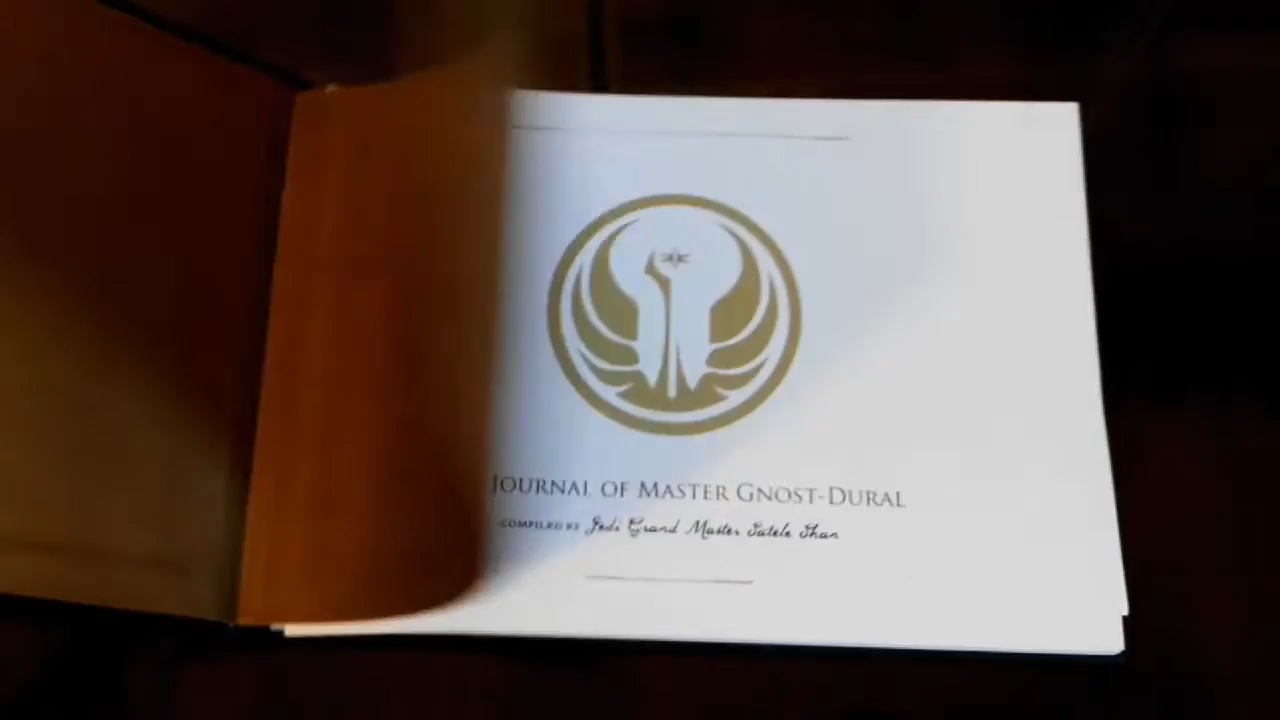 JOURNAL OF MASTER GNOST-DURAL
COMPILED BY Jedi Grand Master Satele Shan